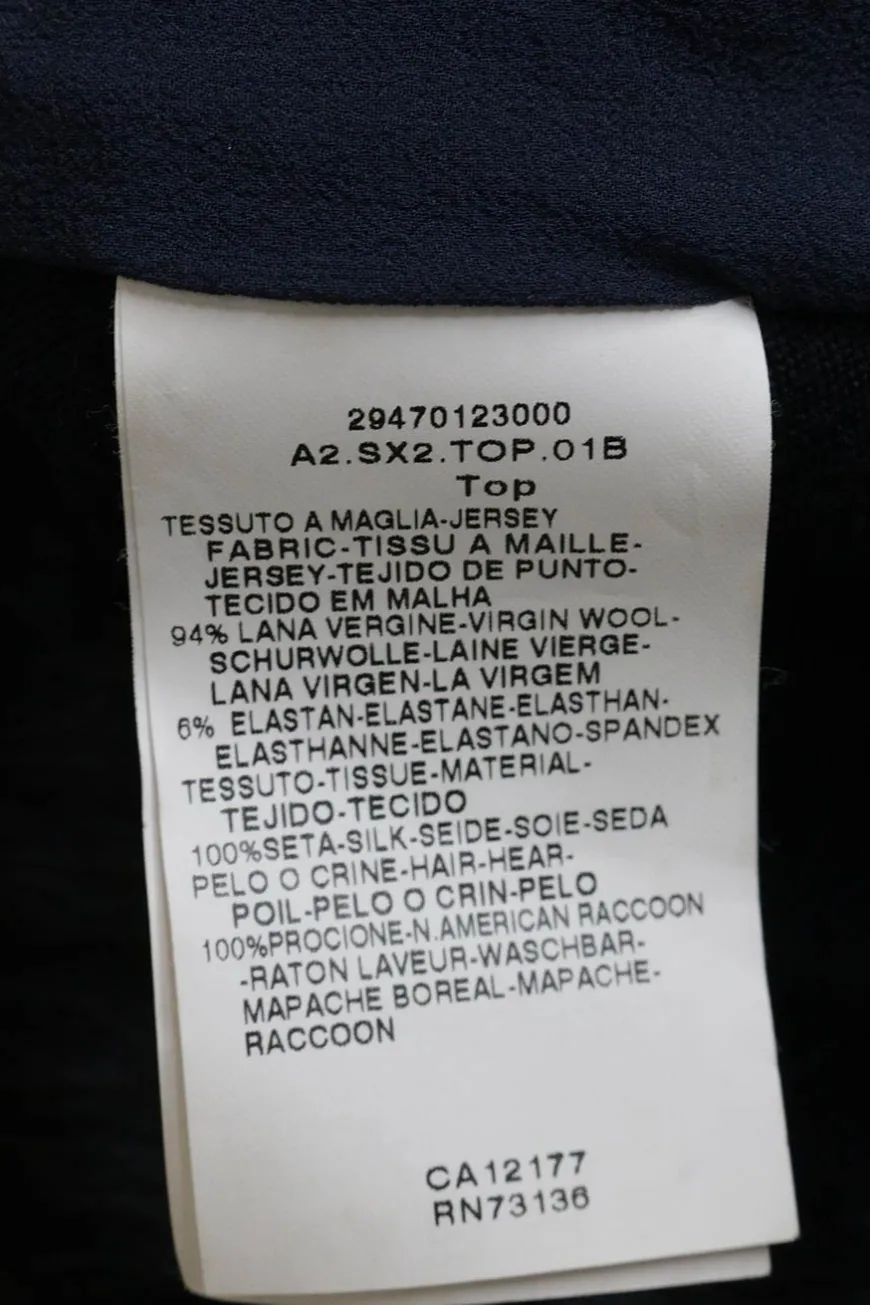 29470123000
A2.SX2.TOP.01B
Top
TESSUTO A MAGLIA-JERSEY
FABRIC-TISSU A MAILLE-
JERSEY-TEJIDO DE PUNTO-
TECIDO EM MALHA
94% LANA VERGINE-VIRGIN WOOL-
SCHURWOLLE-LAINE VIERGE-
LANA VIRGEN-LA VIRGEM
6% ELASTAN-ELASTANE-ELASTHAN-
ELASTHANNE-ELASTANO-SPANDEX
TESSUTO-TISSUE-MATERIAL-
TEJIDO-TECIDO
100%SETA-SILK-SEIDE-SOIE-SEDA
PELO O CRINE-HAIR-HEAR-
POIL-PELO O CRIN-PELO
100%PROCIONE-N.AMERICAN RACCOON
-RATON LAVEUR-WASCHBAR-
MAPACHE BOREAL-MAPACHE-
RACCOON
CA12177
RN73136